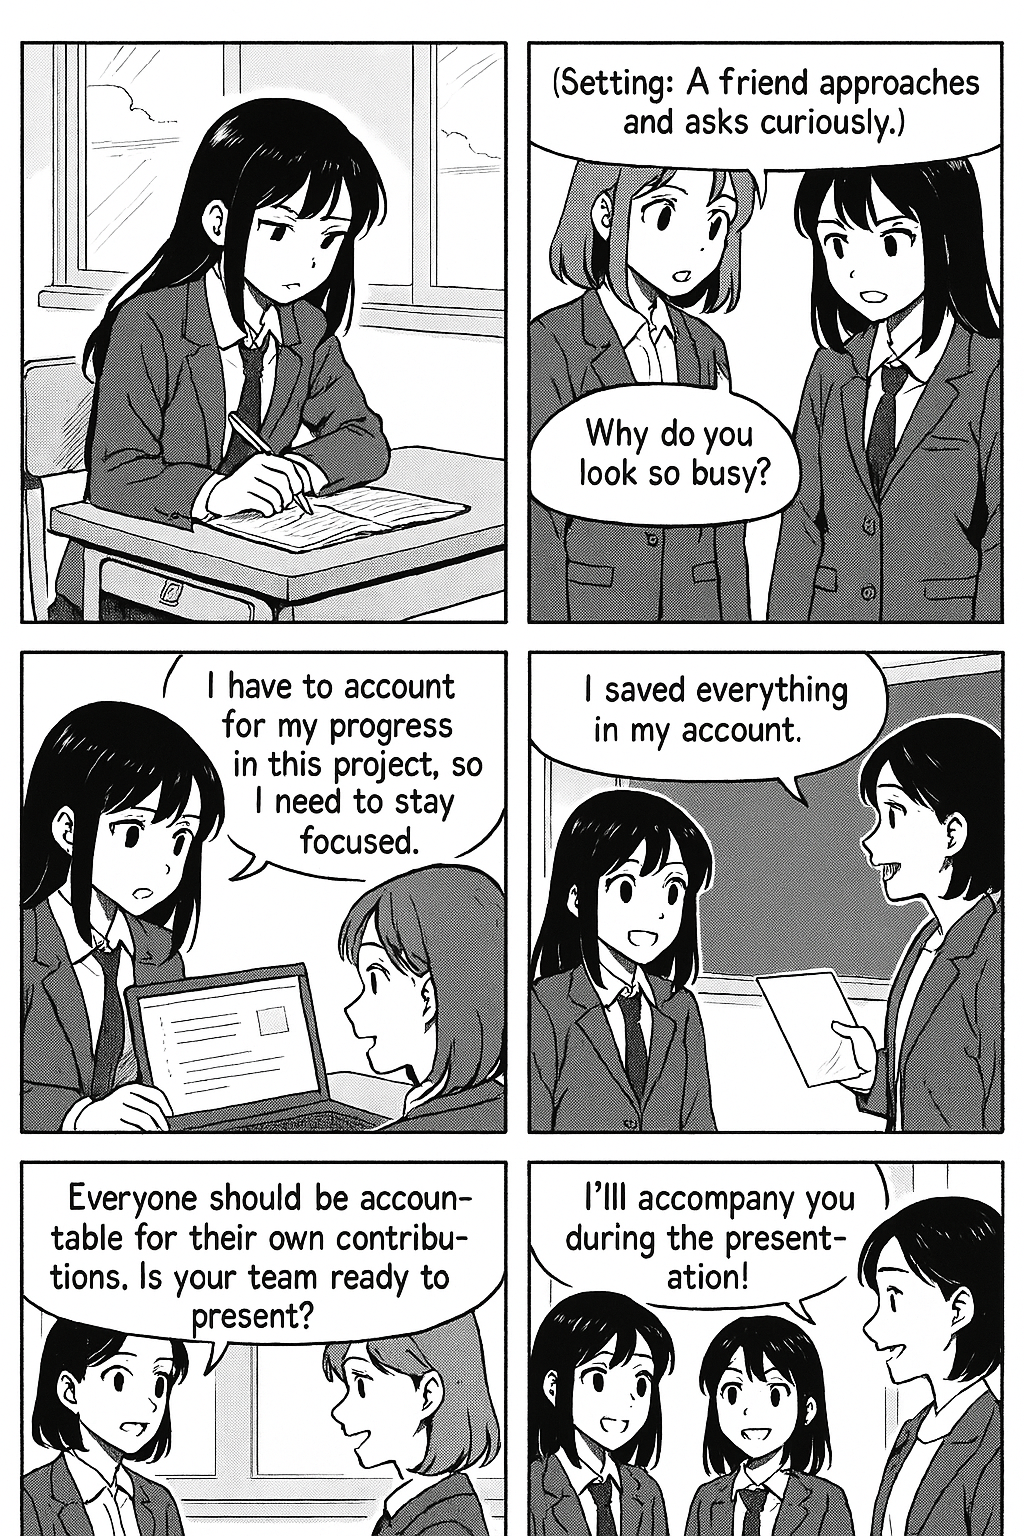 (Setting: A friend approaches
and asks curiously.)
Why do you
look so busy?
I have to account
for my progress
in this project, so
I need to stay
focused.
I saved everything
in my account.
Everyone should be accoun-
table for their own contribu-
tions. Is your team ready to
present?
I'lll accompany you
during the present-
ation!